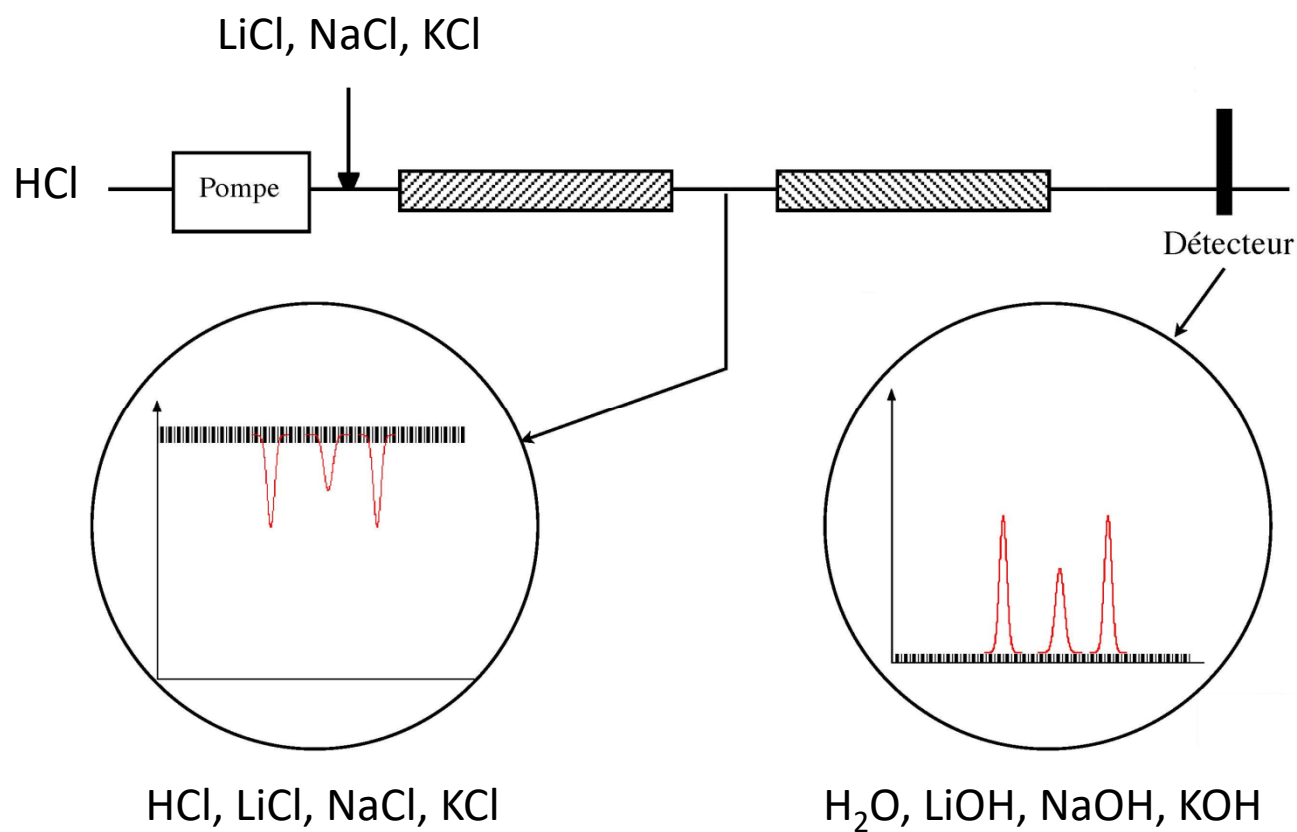 LiCl, NaCl, KCl
HCl
Pompe
Détecteur
HCl, LiCl, NaCl, KCl
H₂O, LiOH, NaOH, KOH